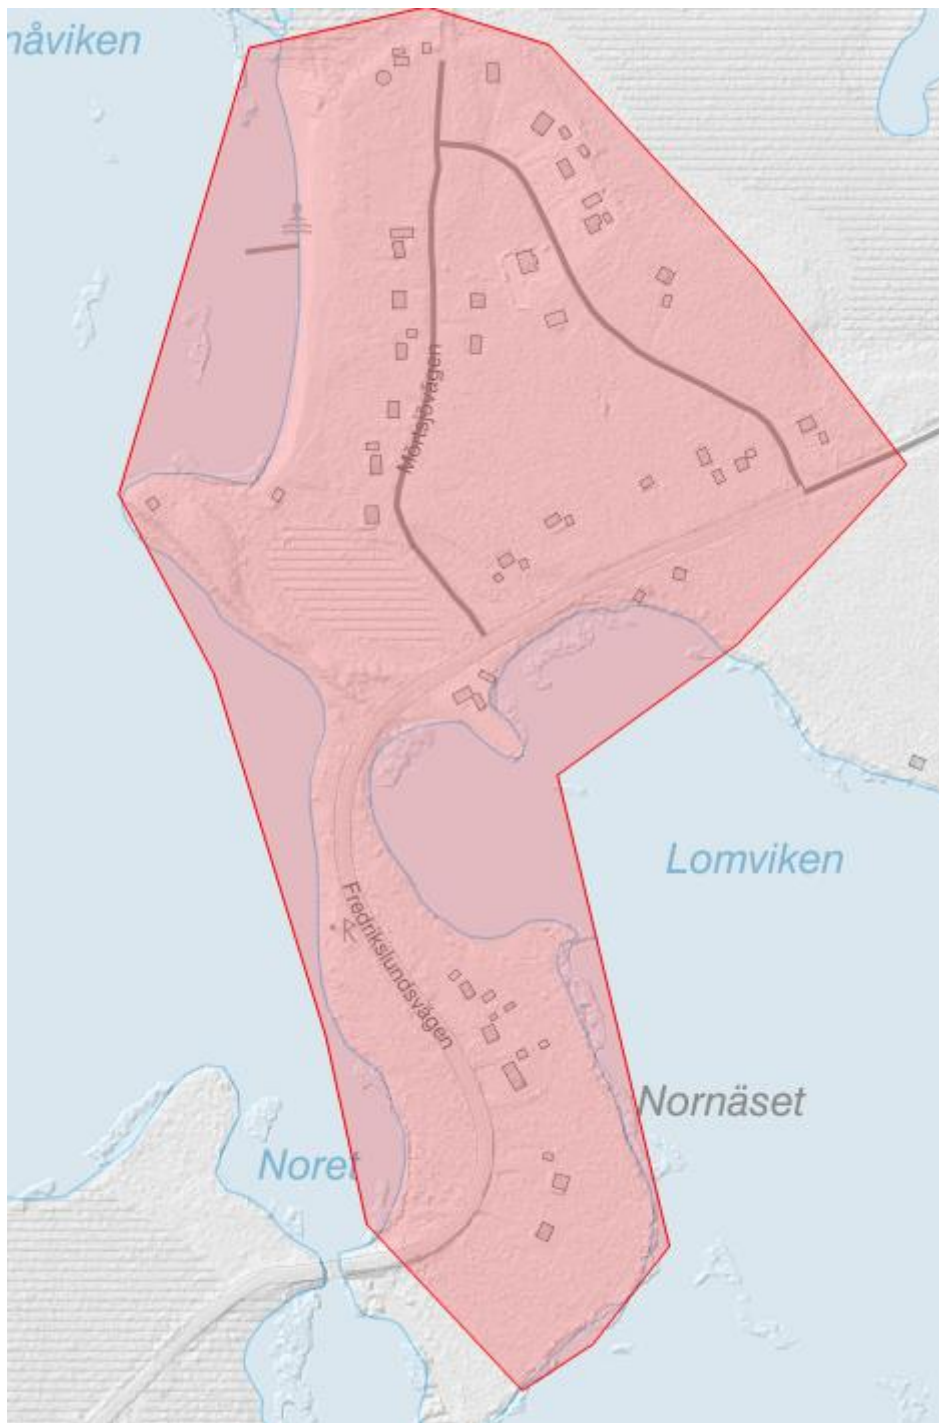 nåviken
Mörtsjövägen
Lomviken
Fredrikslundsvägen
Nornäset
Noret